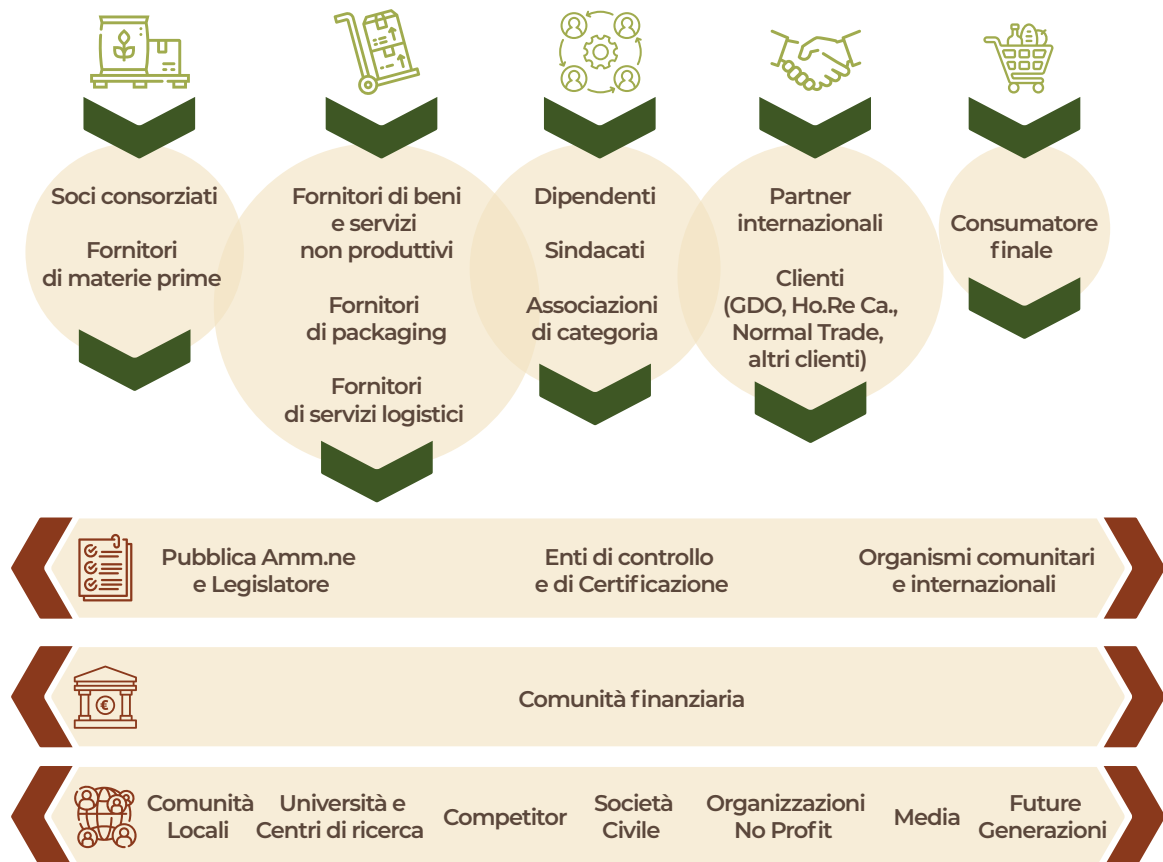 Soci consorziati
Fornitori
di materie prime
Fornitori di beni
e servizi
non produttivi
Fornitori
di packaging
Fornitori
di servizi logistici
Dipendenti
Sindacati
Associazioni
di categoria
Partner
internazionali
Clienti
(GDO, Ho.Re Ca.,
Normal Trade,
altri clienti)
Consumatore
finale
Pubblica Amm.ne
e Legislatore
Enti di controllo
e di Certificazione
Organismi comunitari
e internazionali
€
Comunità finanziaria
Comunità
Locali
Università e
Centri di ricerca
Competitor
Società
Civile
Organizzazioni
No Profit
Media
Future
Generazioni